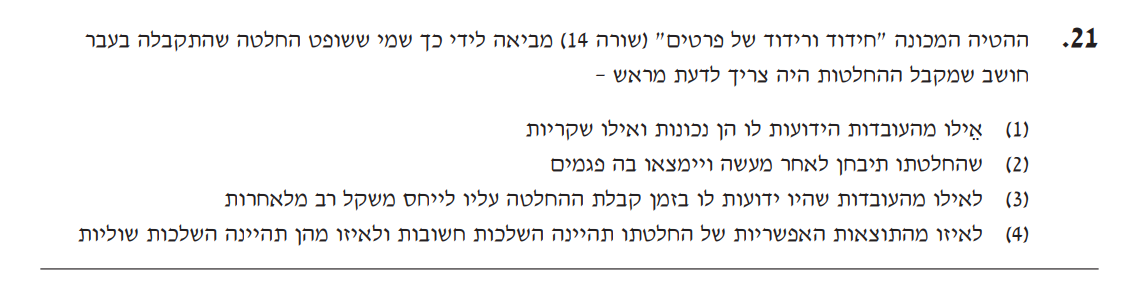 21. ההטיה המכונה "חידוד ורידוד של פרטים" (שורה 14) מביאה לידי כך שמי ששופט החלטה שהתקבלה בעבר
חושב שמקבל ההחלטות היה צריך לדעת מראש -
(1) אֵילו מהעובדות הידועות לו הן נכונות ואילו שקריות
(2) שהחלטתו תיבחן לאחר מעשה ויימצאו בה פגמים
(3) לאילו מהעובדות שהיו ידועות לו בזמן קבלת ההחלטה עליו לייחס משקל רב מלאחרות
(4) לאיזו מהתוצאות האפשריות של החלטתו תהיינה השלכות חשובות ולאיזו מהן תהיינה השלכות שוליות